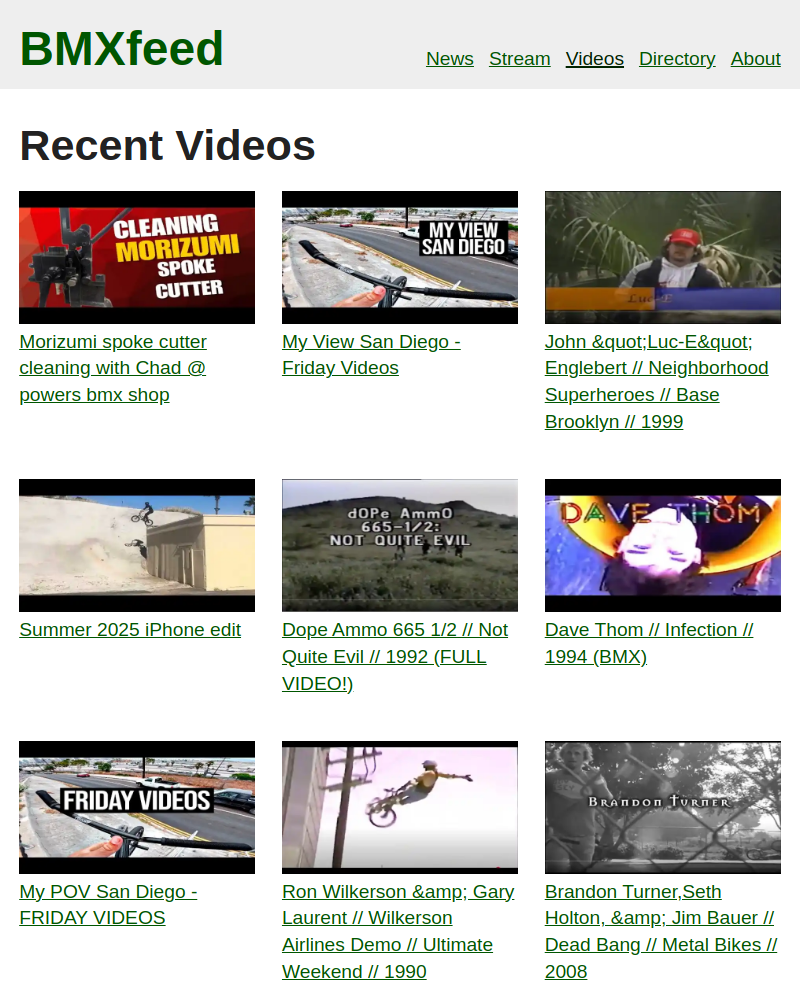 BMXfeed
News Stream Videos Directory About
Recent Videos
CLEANING
MORIZUMI
SPOKE
CUTTER
Morizumi spoke cutter
cleaning with Chad @
powers bmx shop
MY VIEW
SAN DIEGO
My View San Diego -
Friday Videos
Luc-E
John &quot;Luc-E&quot;
Englebert // Neighborhood
Superheroes // Base
Brooklyn // 1999
Summer 2025 iPhone edit
dOPe AmmO
665-1/2:
NOT QUITE EVIL
Dope Ammo 665 1/2 // Not
Quite Evil // 1992 (FULL
VIDEO!)
DAVE THOM
Dave Thom // Infection //
1994 (BMX)
FRIDAY VIDEOS
My POV San Diego -
FRIDAY VIDEOS
Ron Wilkerson &amp; Gary
Laurent // Wilkerson
Airlines Demo // Ultimate
Weekend // 1990
BRANDON TURNER
Brandon Turner,Seth
Holton, &amp; Jim Bauer //
Dead Bang // Metal Bikes //
2008